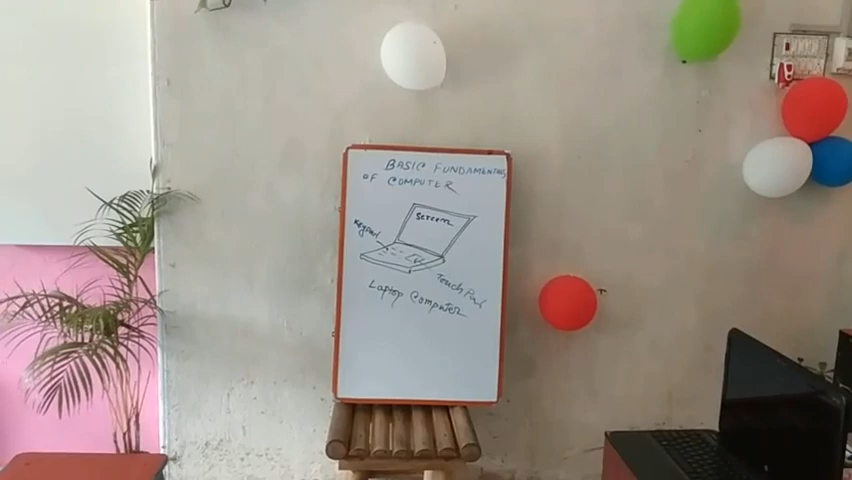 BASIC FUNDAMENTALS
OF COMPUTER
Screen
Keypad
Touch Pad
Laptop Computer